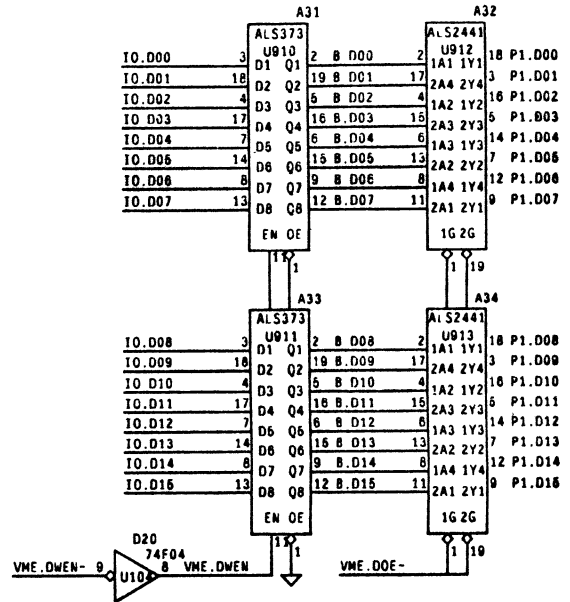 A31 A32
ALS373 ALS2441
U910 U912
IO.D00 3 D1 Q1 2 B D00 2 1A1 1Y1 18 P1.D00
IO.D01 18 D2 Q2 19 B D01 17 2A4 2Y4 3 P1.D01
IO.D02 4 D3 Q3 5 B D02 4 1A2 1Y2 16 P1.D02
IO D03 17 D4 Q4 16 B.D03 15 2A3 2Y3 5 P1.D03
IO.D04 7 D5 Q5 6 B.D04 6 1A3 1Y3 14 P1.D04
IO.D05 14 D6 Q6 15 B.D05 13 2A2 2Y2 7 P1.D05
IO.D06 8 D7 Q7 9 B D06 8 1A4 1Y4 12 P1.D06
IO.D07 13 D8 Q8 12 B.D07 11 2A1 2Y1 9 P1.D07
EN OE 1G 2G
11 1 1 19
A33 A34
ALS373 ALS2441
U911 U913
IO.D08 3 D1 Q1 2 B D08 2 1A1 1Y1 18 P1.D08
IO.D09 18 D2 Q2 19 B.D09 17 2A4 2Y4 3 P1.D09
IO D10 4 D3 Q3 5 B D10 4 1A2 1Y2 16 P1.D10
IO.D11 17 D4 Q4 16 B.D11 15 2A3 2Y3 5 P1.D11
IO.D12 7 D5 Q5 6 B D12 6 1A3 1Y3 14 P1.D12
IO.D13 14 D6 Q6 15 B D13 13 2A2 2Y2 7 P1.D13
IO.D14 8 D7 Q7 9 B.D14 8 1A4 1Y4 12 P1.D14
IO.D15 13 D8 Q8 12 B.D15 11 2A1 2Y1 9 P1.D15
EN OE 1G 2G
11 1 1 19
D20
74F04
VME.DWEN- 9 8 VME.DWEN VME.DOE-